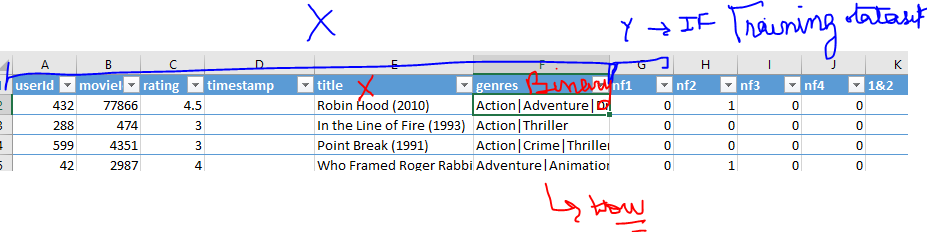 X
Y → IF Training dataset
A B C D E F G H I J K
userId movieI rating timestamp title X genres Binary nf1 nf2 nf3 nf4 1&2
2 432 77866 4.5 Robin Hood (2010) Action|Adventure| 0 1 0 0
3 288 474 3 In the Line of Fire (1993) Action|Thriller 0 0 0 0
4 599 4351 3 Point Break (1991) Action|Crime|Thriller 0 0 0 0
5 42 2987 4 Who Framed Roger Rabbi Adventure|Animation 0 1 0 0
↳ How